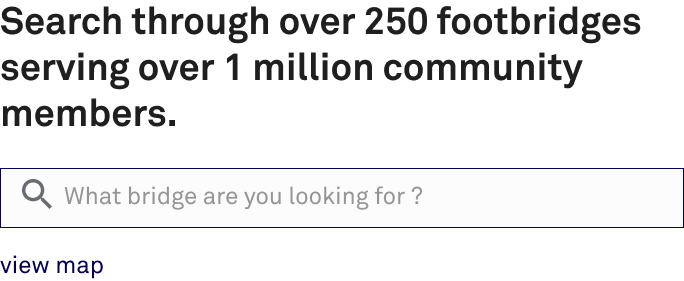 Search through over 250 footbridges
serving over 1 million community
members.
What bridge are you looking for ?
view map